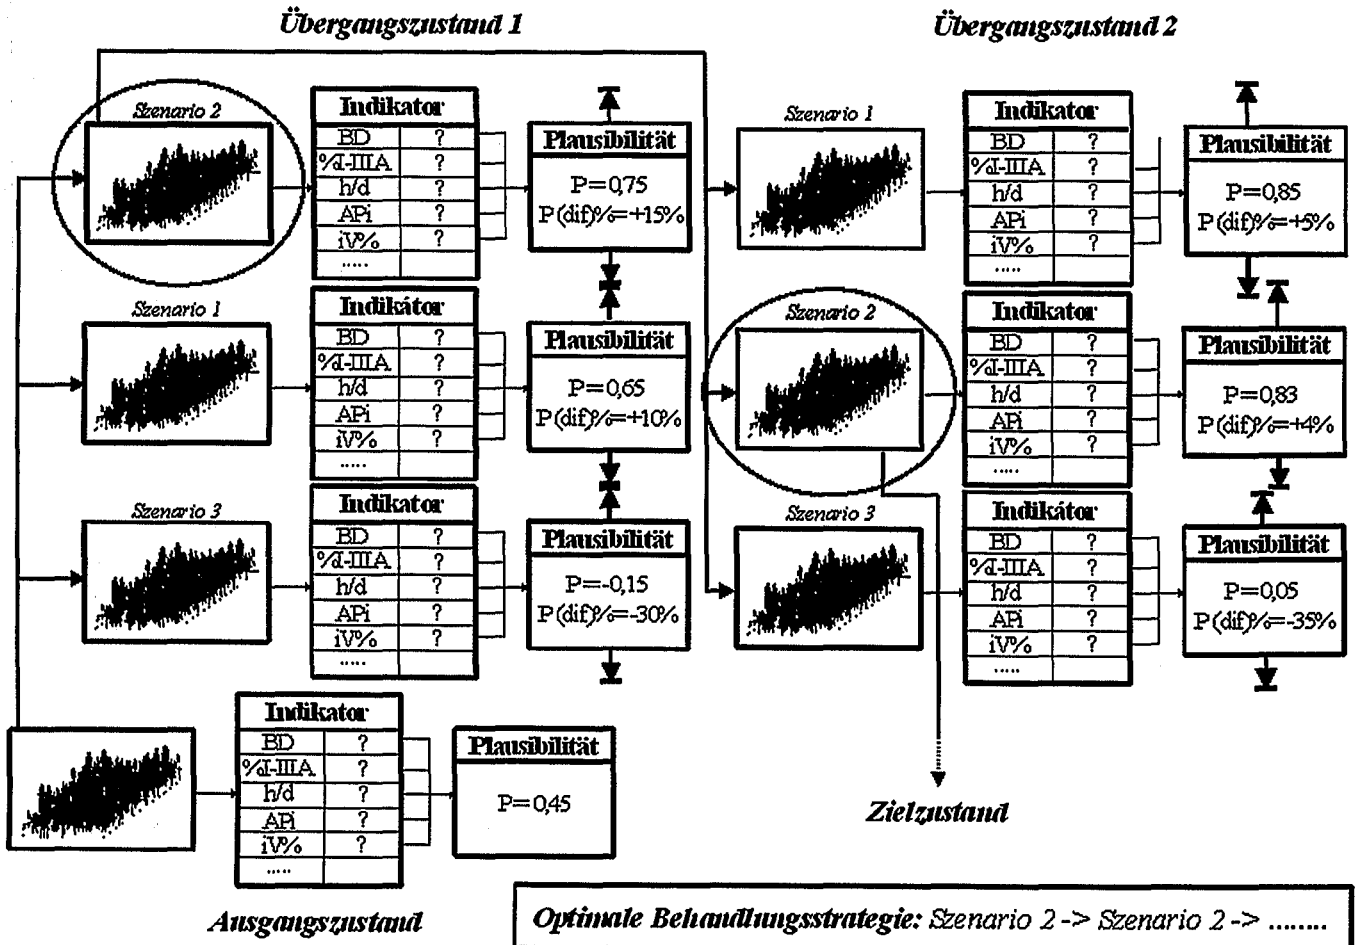 Übergangszustand 1
Szenario 2
Indikator
BD ?
%I-IIIA ?
h/d ?
APi ?
iV% ?
.....
Plausibilität
P=0,75
P(dif)%=+15%
Szenario 1
Indikátor
BD ?
%I-IIIA ?
h/d ?
APi ?
iV% ?
.....
Plausibilität
P=0,65
P(dif)%=+10%
Szenario 3
Indikator
BD ?
%I-IIIA ?
h/d ?
APi ?
iV% ?
.....
Plausibilität
P=-0,15
P(dif)%=-30%
Indikator
BD ?
%I-IIIA ?
h/d ?
APi ?
iV% ?
.....
Plausibilität
P=0,45
Ausgangszustand
Übergangszustand 2
Szenario 1
Indikator
BD ?
%I-IIIA ?
h/d ?
APi ?
iV% ?
.....
Plausibilität
P=0,85
P(dif)%=+5%
Szenario 2
Indikator
BD ?
%I-IIIA ?
h/d ?
APi ?
iV% ?
.....
Plausibilität
P=0,83
P(dif)%=+4%
Szenario 3
Indikátor
BD ?
%I-IIIA ?
h/d ?
APi ?
iV% ?
.....
Plausibilität
P=0,05
P(dif)%=-35%
Zielzustand
Optimale Behandlungsstrategie: Szenario 2 -> Szenario 2 -> ........